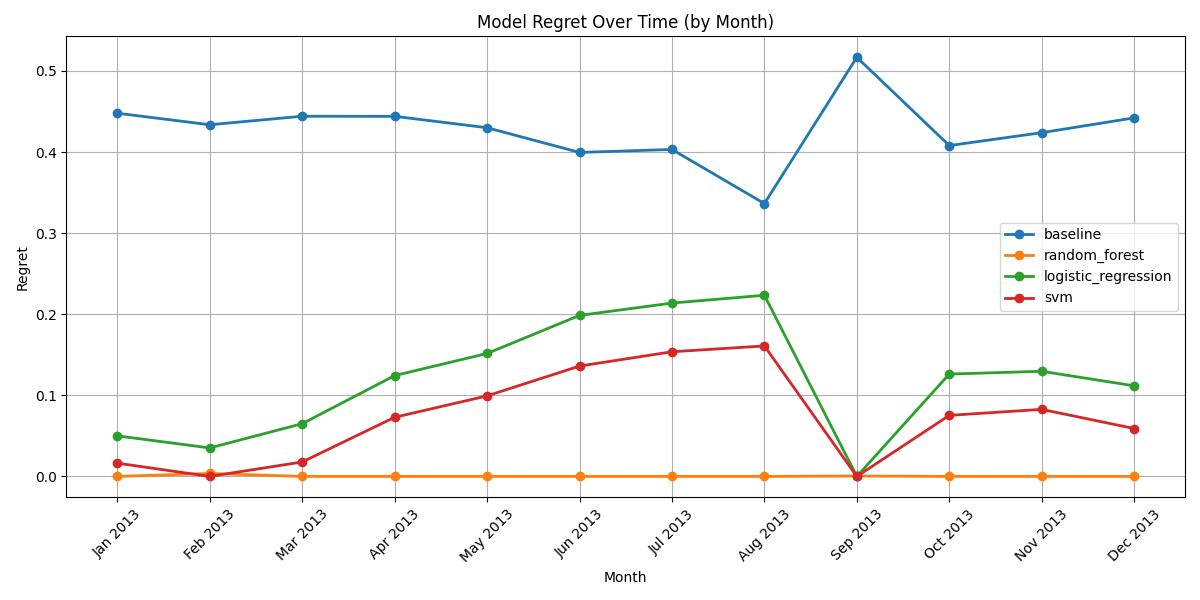 Model Regret Over Time (by Month)
Regret
0.5
0.4
0.3
0.2
0.1
0.0
baseline
random_forest
logistic_regression
svm
Jan 2013
Feb 2013
Mar 2013
Apr 2013
May 2013
Jun 2013
Jul 2013
Aug 2013
Sep 2013
Oct 2013
Nov 2013
Dec 2013
Month